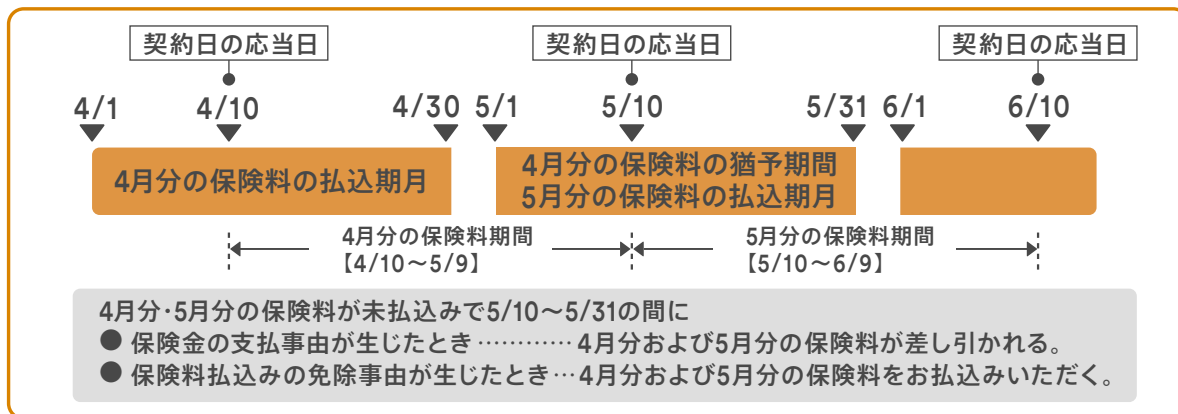 契約日の応当日 契約日の応当日 契約日の応当日
4/1 4/10 4/30 5/1 5/10 5/31 6/1 6/10
4月分の保険料の払込期月
4月分の保険料の猶予期間
5月分の保険料の払込期月
4月分の保険料期間
【4/10〜5/9】
5月分の保険料期間
【5/10〜6/9】
4月分・5月分の保険料が未払込みで5/10〜5/31の間に
● 保険金の支払事由が生じたとき ………… 4月分および5月分の保険料が差し引かれる。
● 保険料払込みの免除事由が生じたとき…4月分および5月分の保険料をお払込みいただく。